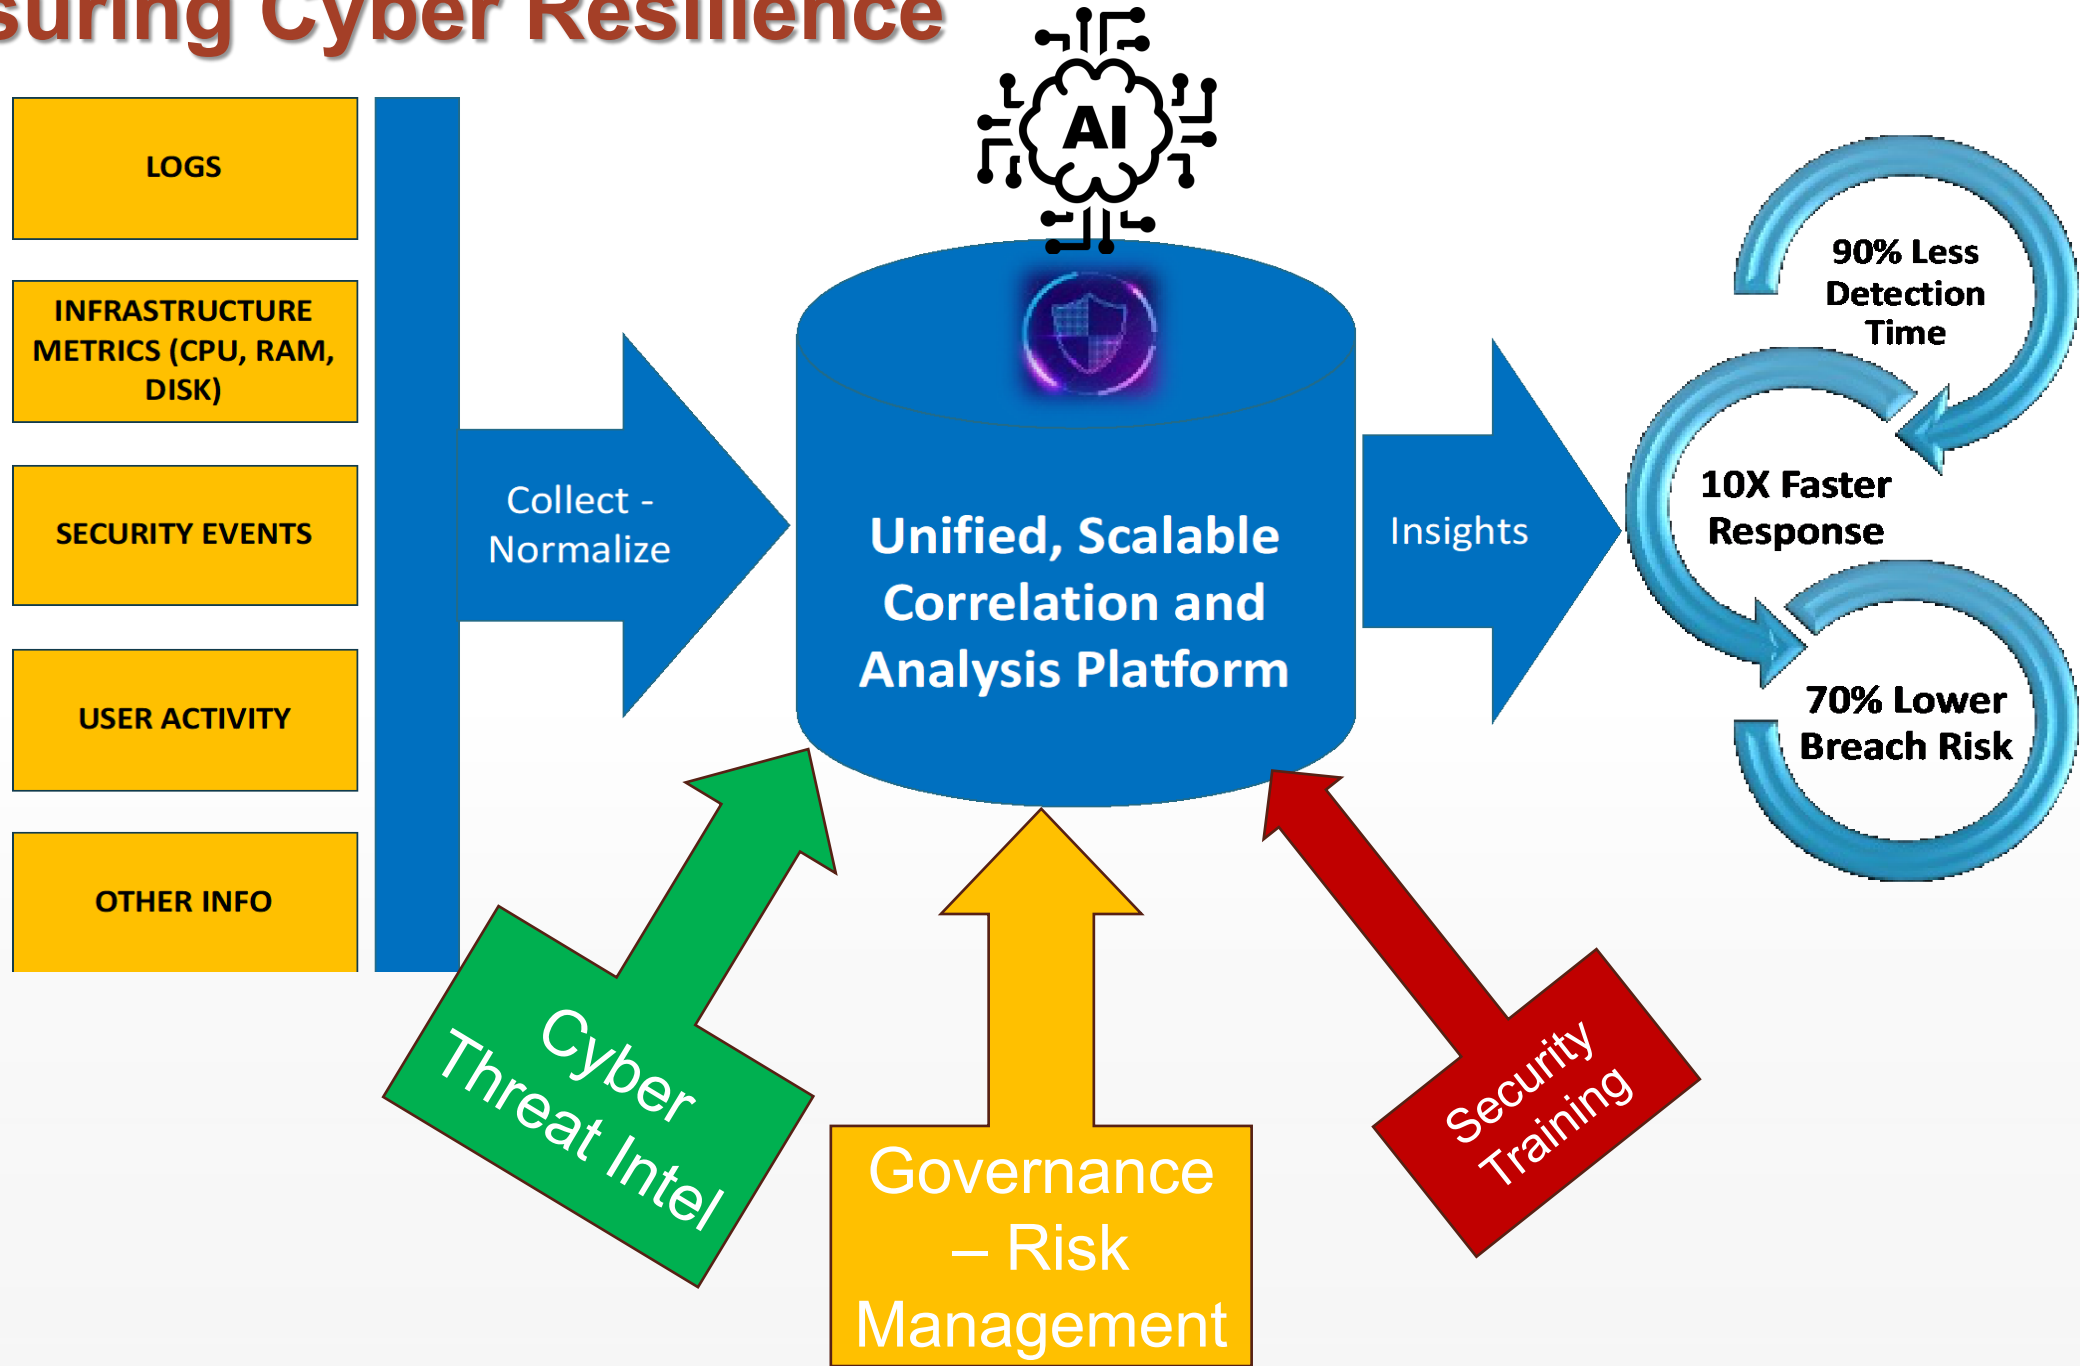 suring Cyber Resilience
AI
LOGS
INFRASTRUCTURE
METRICS (CPU, RAM,
DISK)
SECURITY EVENTS
USER ACTIVITY
OTHER INFO
Collect -
Normalize
Unified, Scalable
Correlation and
Analysis Platform
Insights
90% Less
Detection
Time
10X Faster
Response
70% Lower
Breach Risk
Cyber
Threat Intel
Governance
– Risk
Management
Security
Training